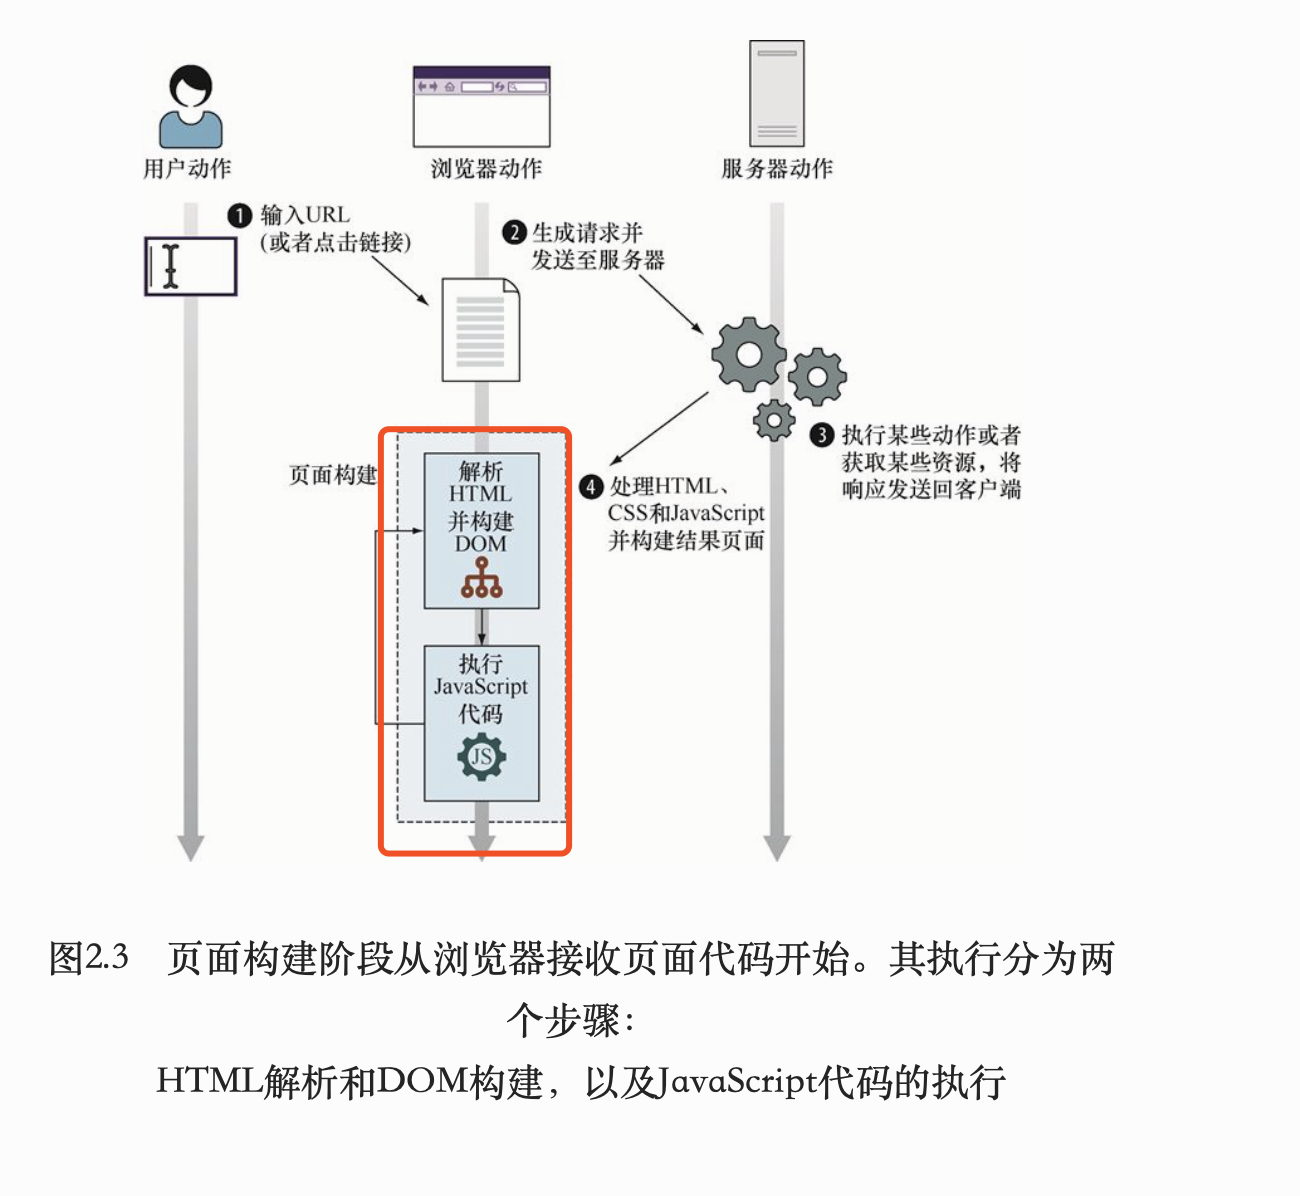 用户动作
浏览器动作
服务器动作
❶ 输入URL
(或者点击链接)
❷ 生成请求并
发送至服务器
❸ 执行某些动作或者
获取某些资源，将
响应发送回客户端
❹ 处理HTML、
CSS和JavaScript
并构建结果页面
页面构建
解析
HTML
并构建
DOM
执行
JavaScript
代码
JS
图2.3 页面构建阶段从浏览器接收页面代码开始。其执行分为两
个步骤：
HTML解析和DOM构建，以及JavaScript代码的执行